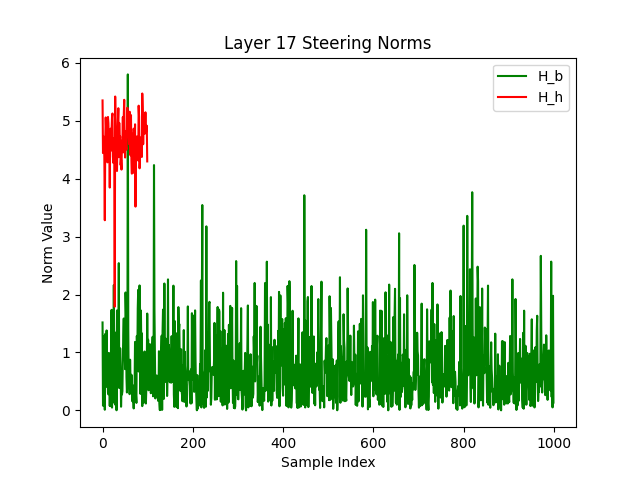 Layer 17 Steering Norms
H_b
H_h
Norm Value
6
5
4
3
2
1
0
0
200
400
600
800
1000
Sample Index